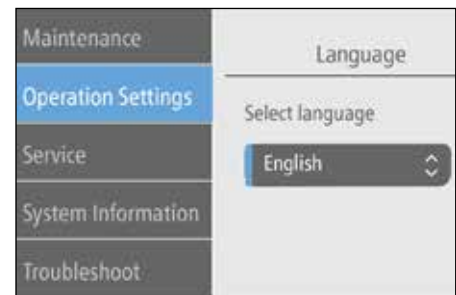 Maintenance
Operation Settings
Service
System Information
Troubleshoot
Language
Select language
English